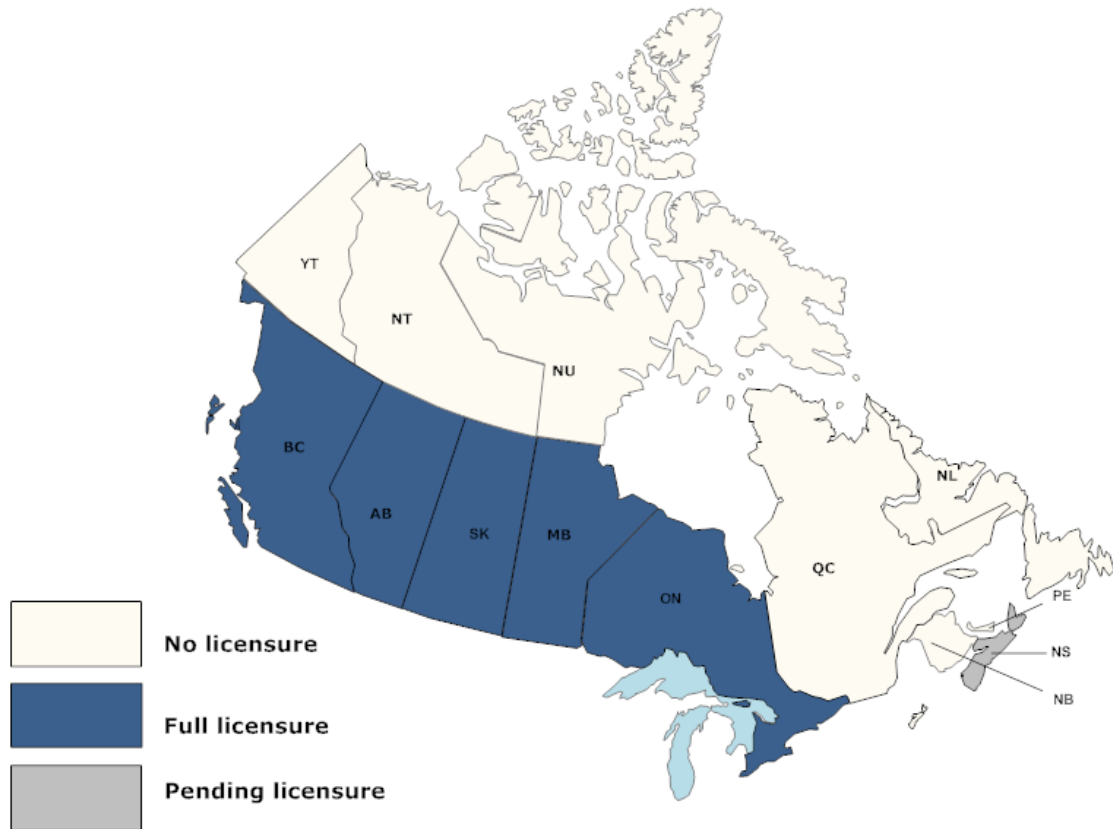 YT
NT
NU
BC
AB
SK
MB
ON
QC
NL
PE
NS
NB
No licensure
Full licensure
Pending licensure